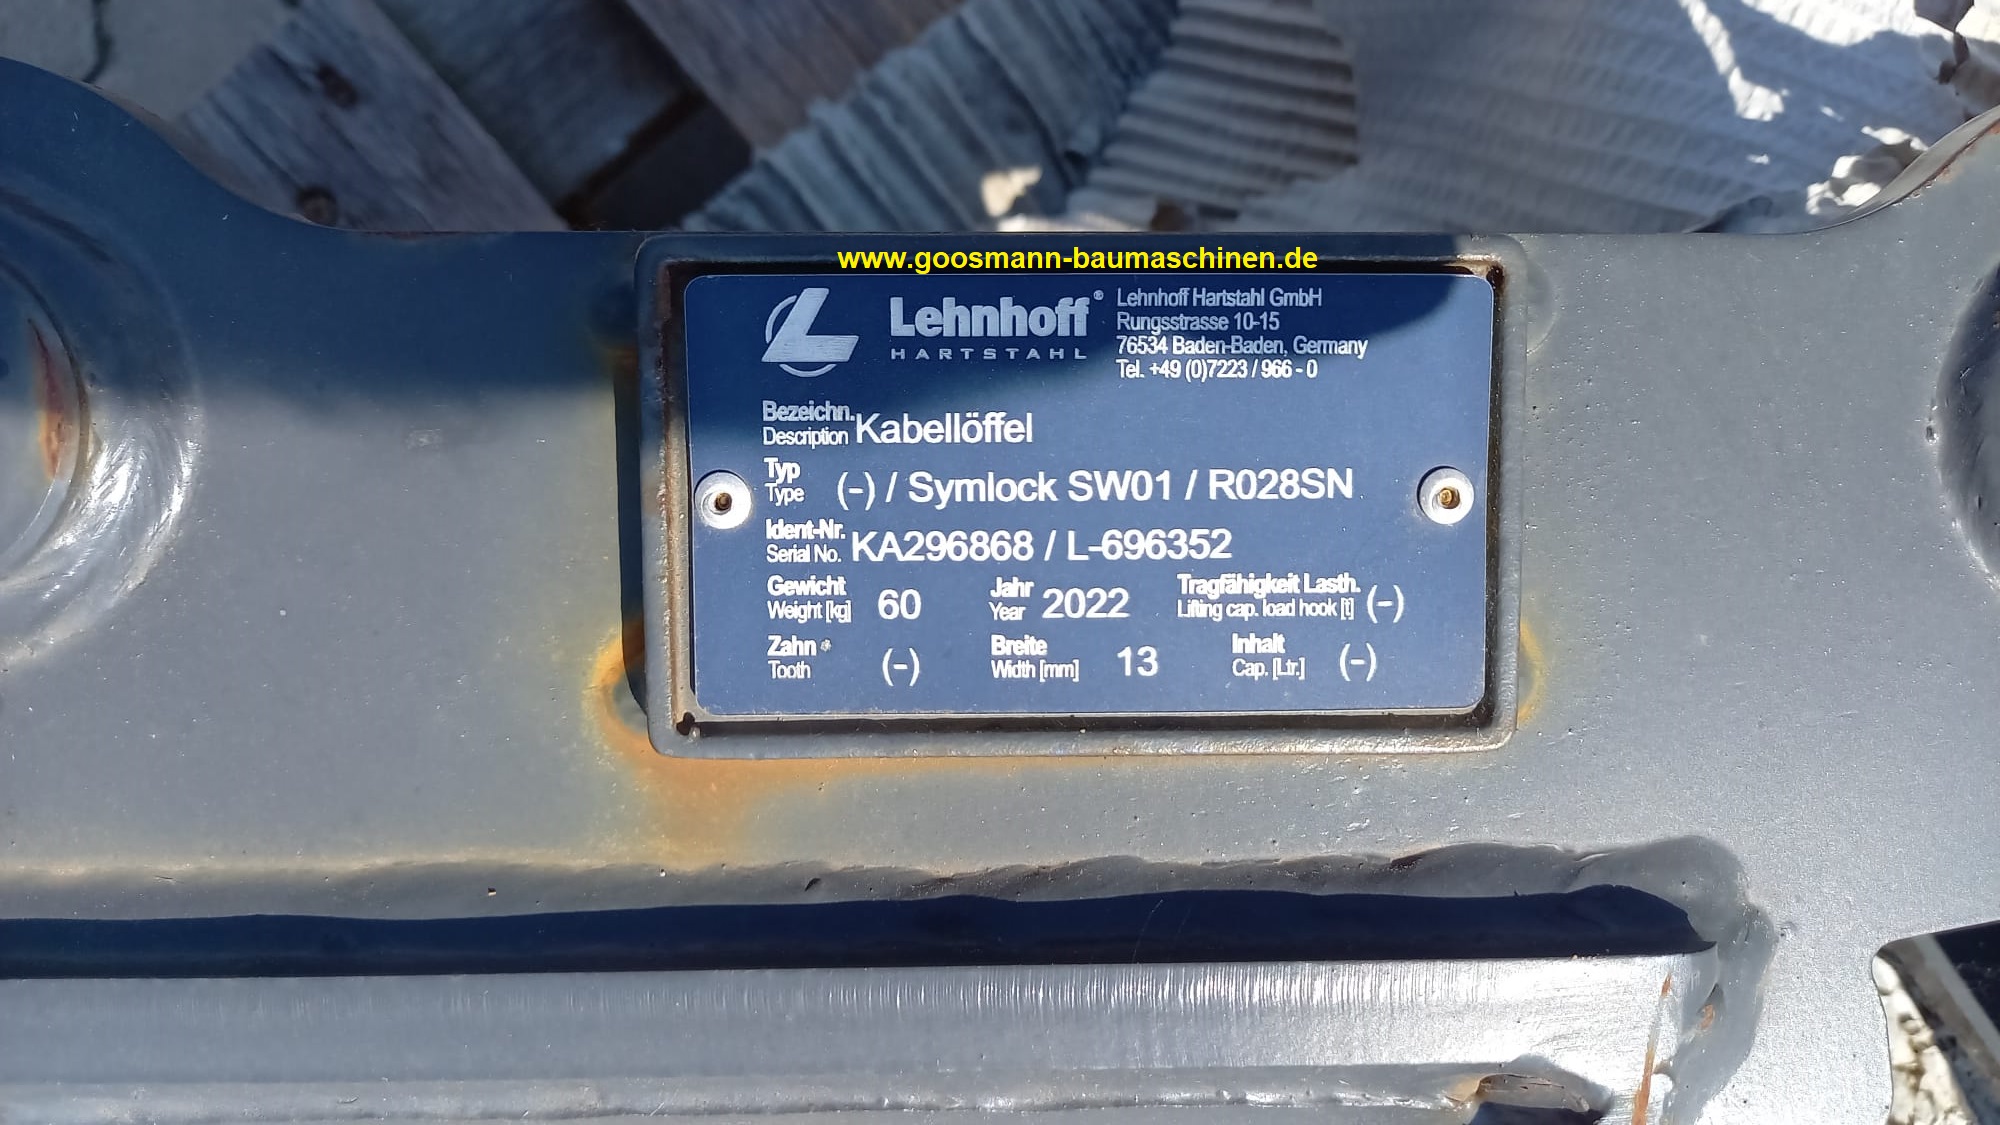 www.goosmann-baumaschinen.de
Lehnhoff®
HARTSTAHL
Lehnhoff Hartstahl GmbH
Rungsstrasse 10-15
76534 Baden-Baden, Germany
Tel. +49 (0)7223 / 966 - 0
Bezeichn.
Description Kabellöffel
Typ
Type (-) / Symlock SW01 / R028SN
Ident-Nr.
Serial No. KA296868 / L-696352
Gewicht
Weight [kg] 60
Jahr
Year 2022
Tragfähigkeit Lasth.
Lifting cap. load hook [t] (-)
Zahn
Tooth (-)
Breite
Width [mm] 13
Inhalt
Cap. [Ltr.] (-)